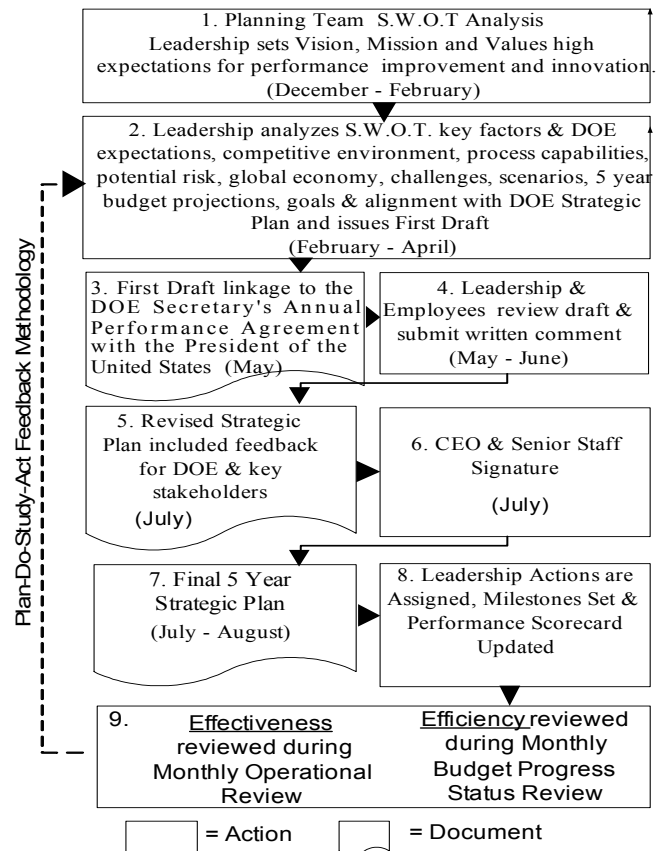 1. Planning Team S.W.O.T Analysis
Leadership sets Vision, Mission and Values high
expectations for performance improvement and innovation.
(December - February)
2. Leadership analyzes S.W.O.T. key factors & DOE
expectations, competitive environment, process capabilities,
potential risk, global economy, challenges, scenarios, 5 year
budget projections, goals & alignment with DOE Strategic
Plan and issues First Draft
(February - April)
Plan-Do-Study-Act Feedback Methodology
3. First Draft linkage to the
DOE Secretary's Annual
Performance Agreement
with the President of the
United States (May)
4. Leadership &
Employees review draft &
submit written comment
(May - June)
5. Revised Strategic
Plan included feedback
for DOE & key
stakeholders
(July)
6. CEO & Senior Staff
Signature
(July)
7. Final 5 Year
Strategic Plan
(July - August)
8. Leadership Actions are
Assigned, Milestones Set &
Performance Scorecard
Updated
9.
Effectiveness
reviewed during
Monthly Operational
Review
Efficiency reviewed
during Monthly
Budget Progress
Status Review
= Action
= Document